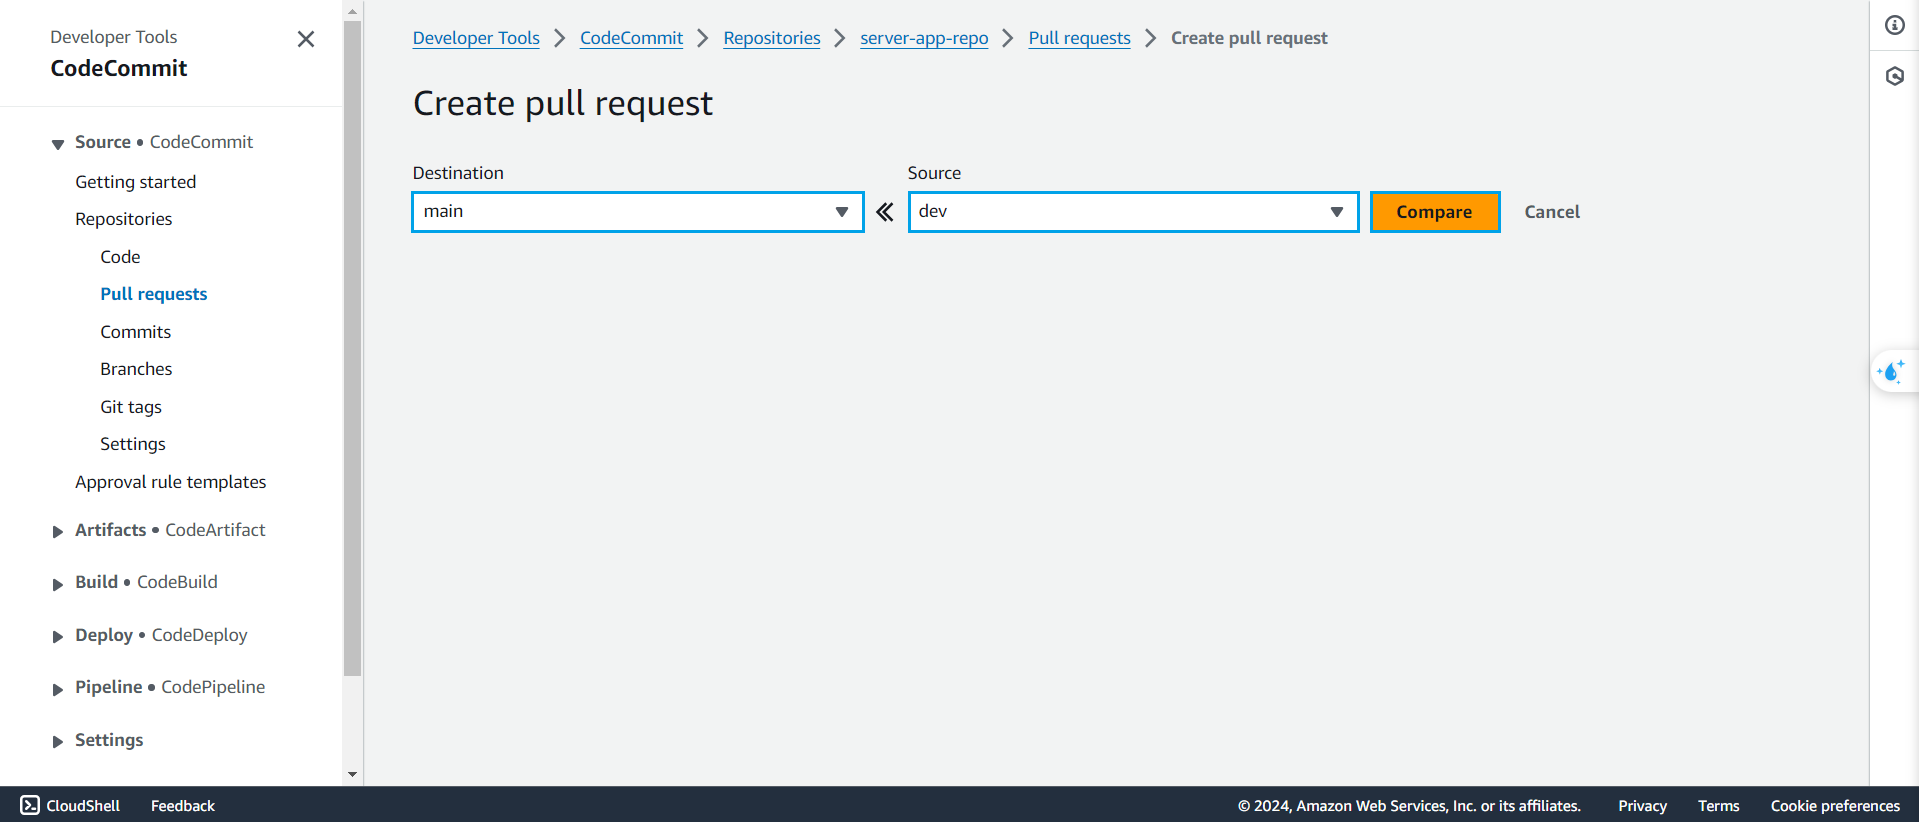 Developer Tools
CodeCommit
Source • CodeCommit
Getting started
Repositories
Code
Pull requests
Commits
Branches
Git tags
Settings
Approval rule templates
Artifacts • CodeArtifact
Build • CodeBuild
Deploy • CodeDeploy
Pipeline • CodePipeline
Settings
Developer Tools > CodeCommit > Repositories > server-app-repo > Pull requests > Create pull request
Create pull request
Destination
Source
main
dev
Compare
Cancel
CloudShell
Feedback
© 2024, Amazon Web Services, Inc. or its affiliates.
Privacy
Terms
Cookie preferences